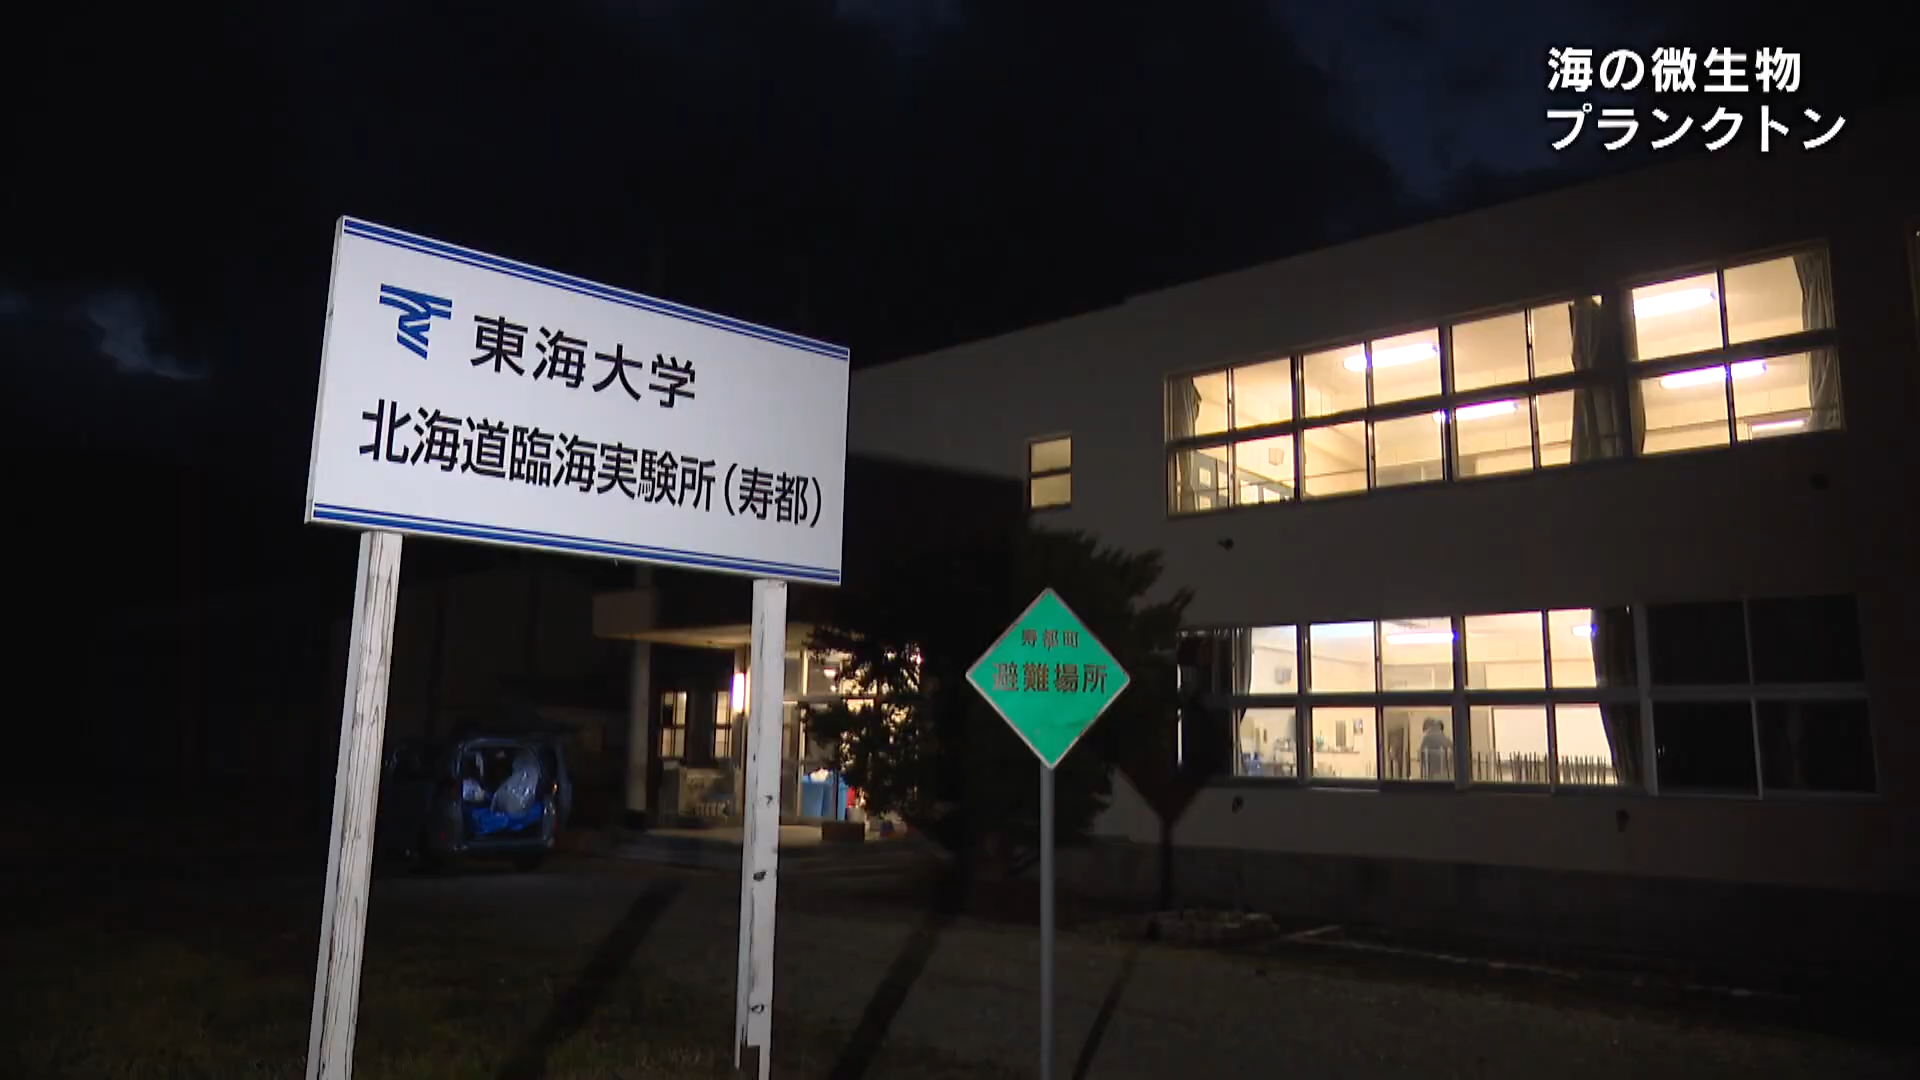 海の微生物
プランクトン
東海大学
北海道臨海実験所(寿都)
寿都町
避難場所